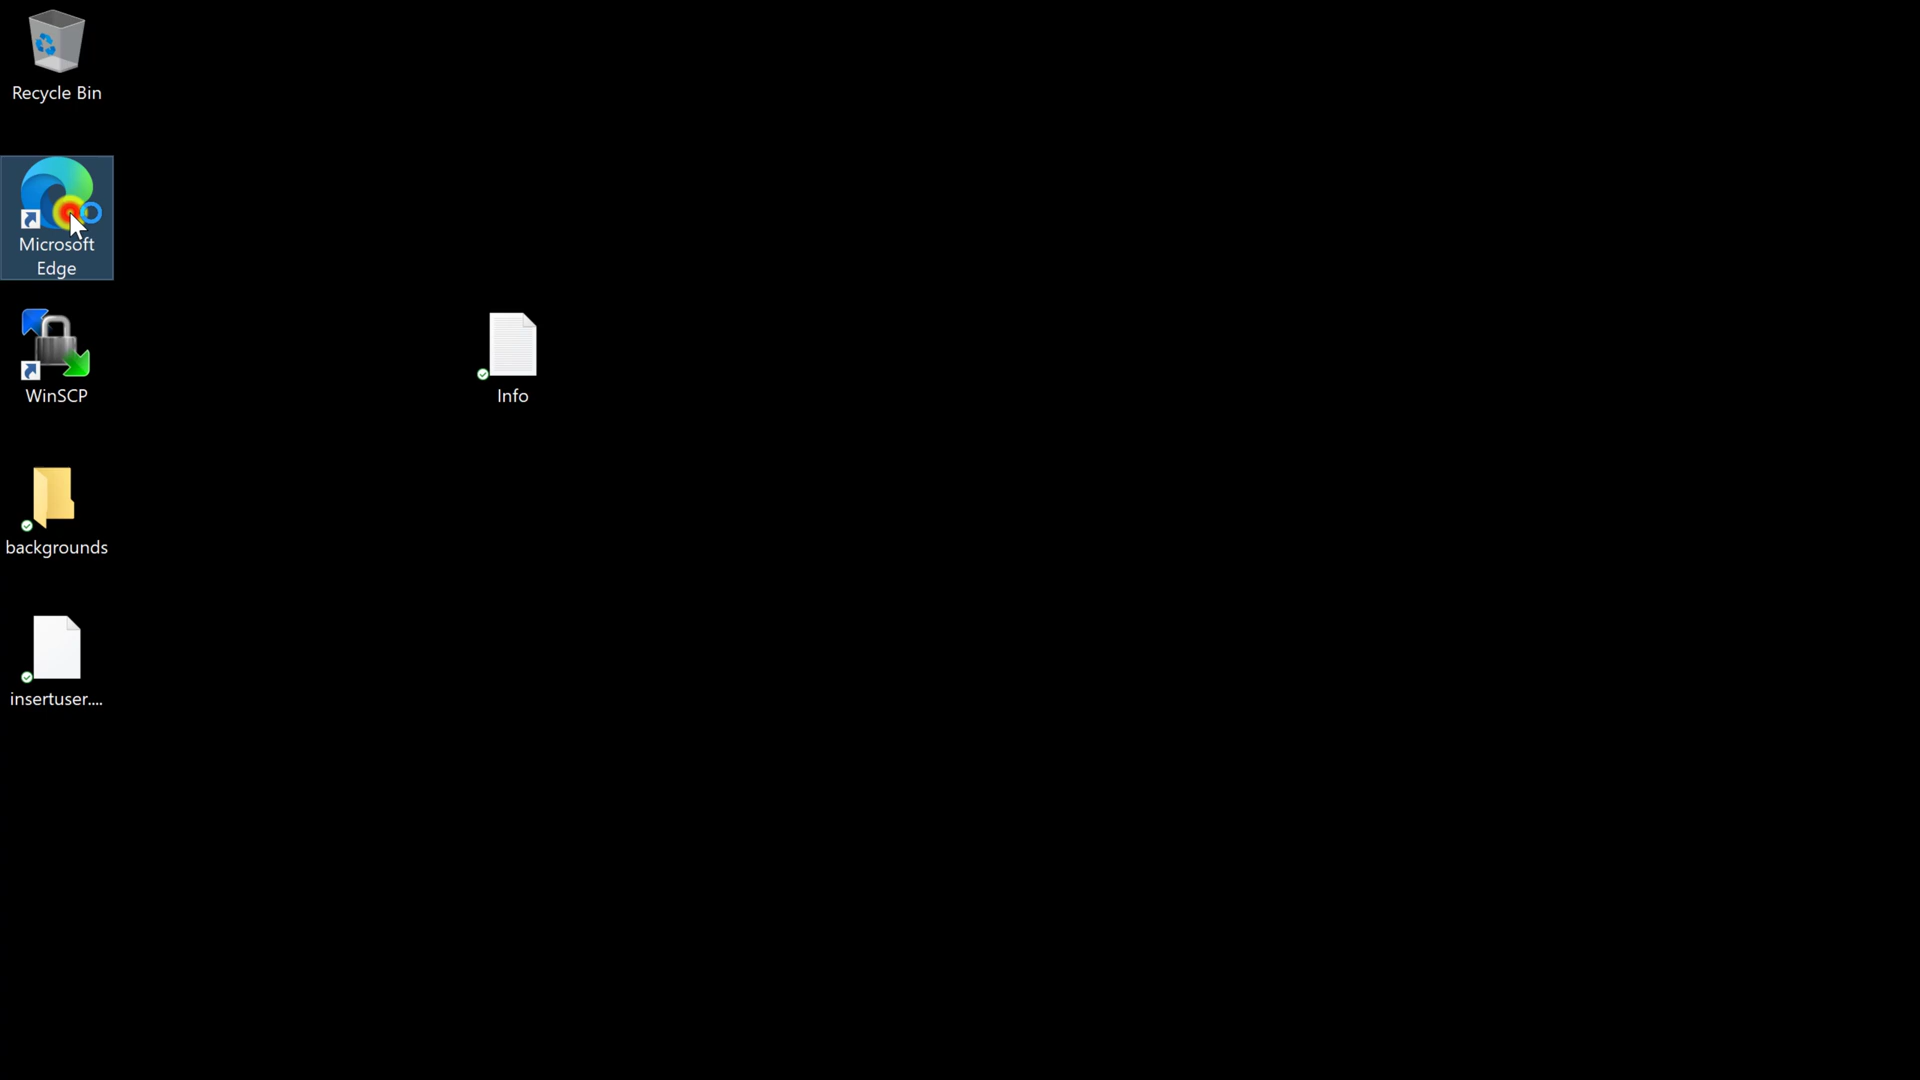 Recycle Bin
Microsoft
Edge
WinSCP
Info
backgrounds
insertuser....